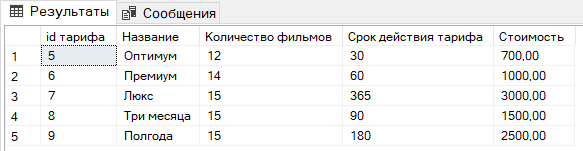 Результаты Сообщения
id тарифа Название Количество фильмов Срок действия тарифа Стоимость
1 5 Оптимум 12 30 700,00
2 6 Премиум 14 60 1000,00
3 7 Люкс 15 365 3000,00
4 8 Три месяца 15 90 1500,00
5 9 Полгода 15 180 2500,00